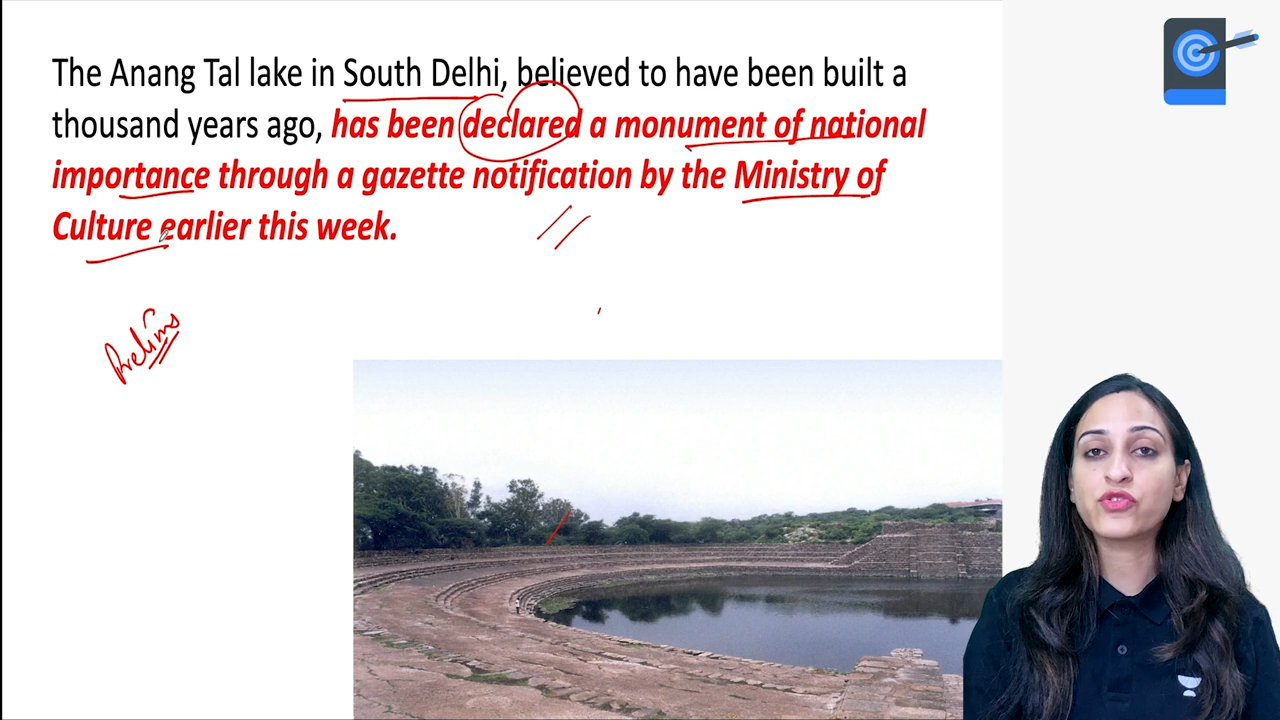 The Anang Tal lake in South Delhi, believed to have been built a
thousand years ago, has been declared a monument of national
importance through a gazette notification by the Ministry of
Culture earlier this week.
Prelims